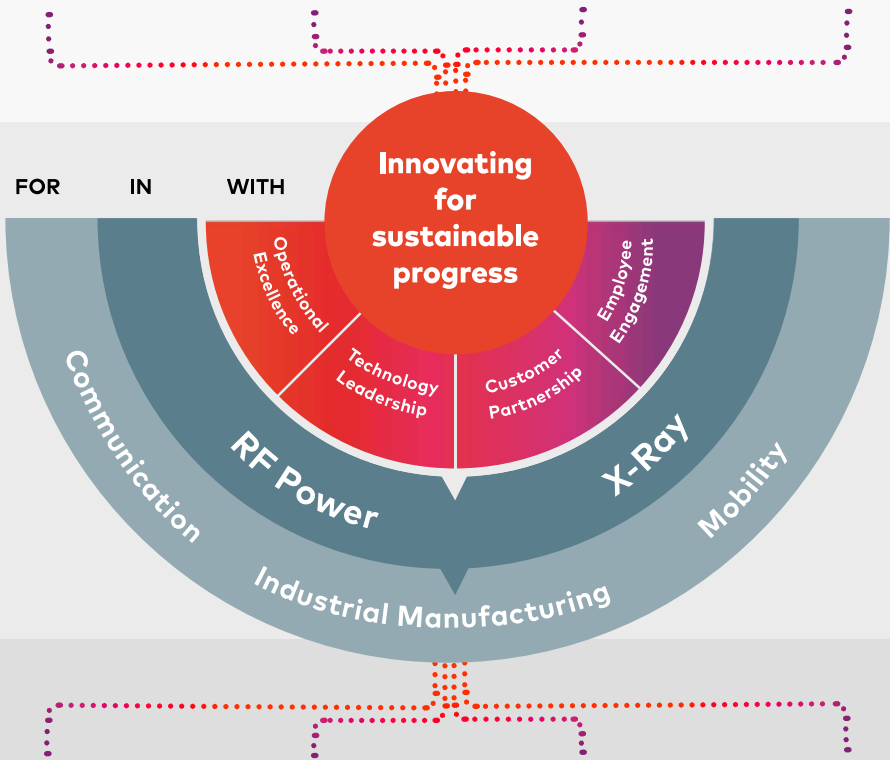 FOR
IN
WITH
Innovating
for
sustainable
progress
Operational
Excellence
Technology
Leadership
Customer
Partnership
Employee
Engagement
RF Power
X-Ray
Communication
Industrial Manufacturing
Mobility